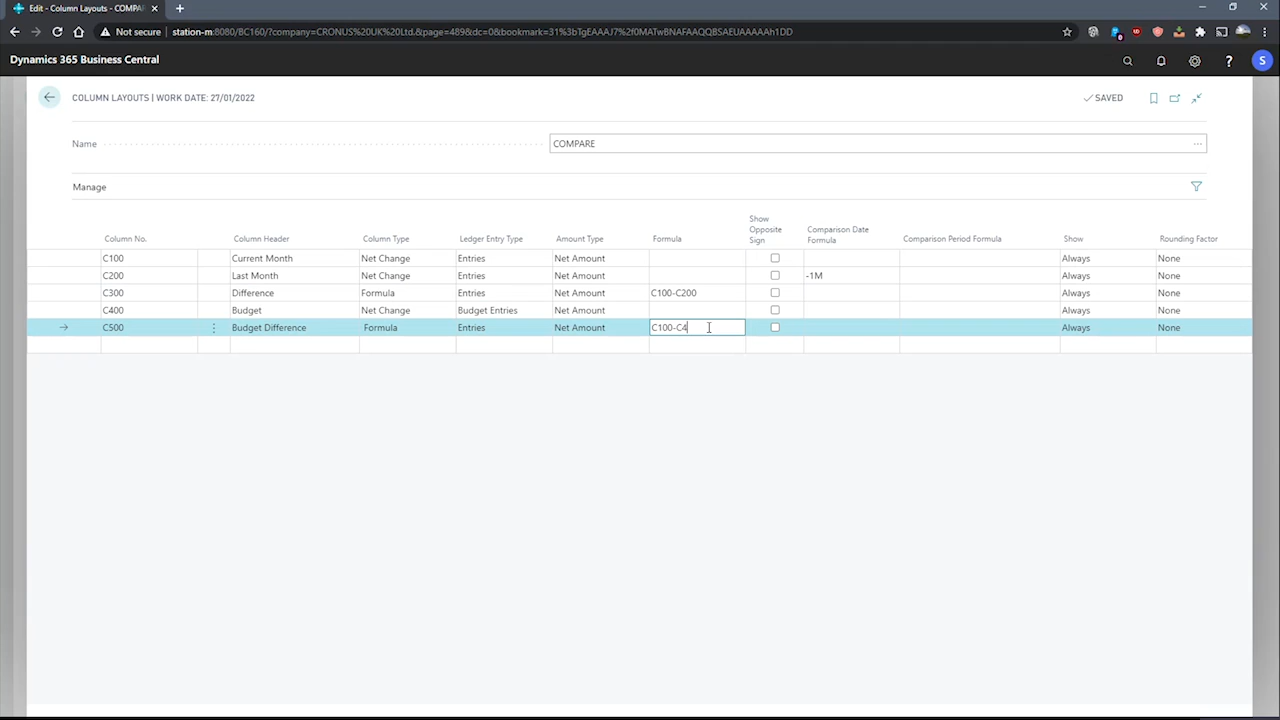 Edit - Column Layouts - COMPAR
Not secure station-m:8080/BC160/?company=CRONUS%20UK%20Ltd.&page=489&dc=0&bookmark=31%3bTgEAAAJ7%2f0MATwBNAFAAQQBSAEUAAAAAh1DD
Dynamics 365 Business Central
S
COLUMN LAYOUTS | WORK DATE: 27/01/2022
SAVED
Name COMPARE
Manage
Column No. Column Header Column Type Ledger Entry Type Amount Type Formula Show Opposite Sign Comparison Date Formula Comparison Period Formula Show Rounding Factor
C100 Current Month Net Change Entries Net Amount Always None
C200 Last Month Net Change Entries Net Amount -1M Always None
C300 Difference Formula Entries Net Amount C100-C200 Always None
C400 Budget Net Change Budget Entries Net Amount Always None
C500 Budget Difference Formula Entries Net Amount C100-C4 Always None